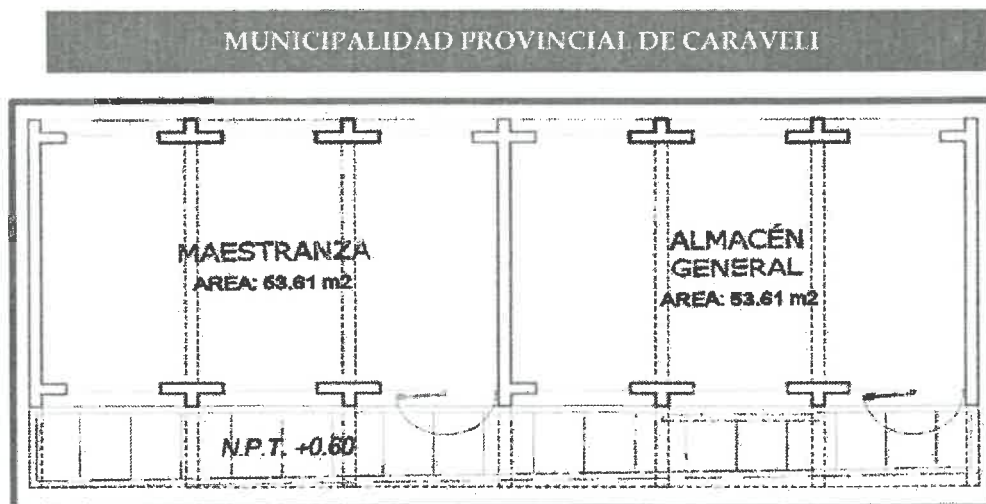 MUNICIPALIDAD PROVINCIAL DE CARAVELI
MAESTRANZA
AREA: 53.61 m2
ALMACÉN
GENERAL
AREA: 53.61 m2
N.P.T. +0.60